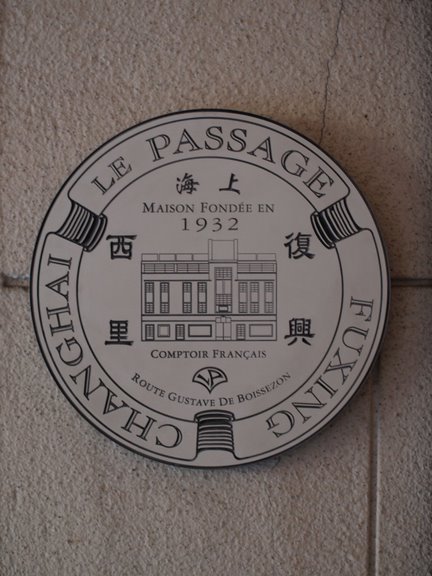 LE PASSAGE
FUXING
CHANGHAI
海上
MAISON FONDÉE EN
1932
復興
西里
COMPTOIR FRANÇAIS
ROUTE GUSTAVE DE BOISSEZON